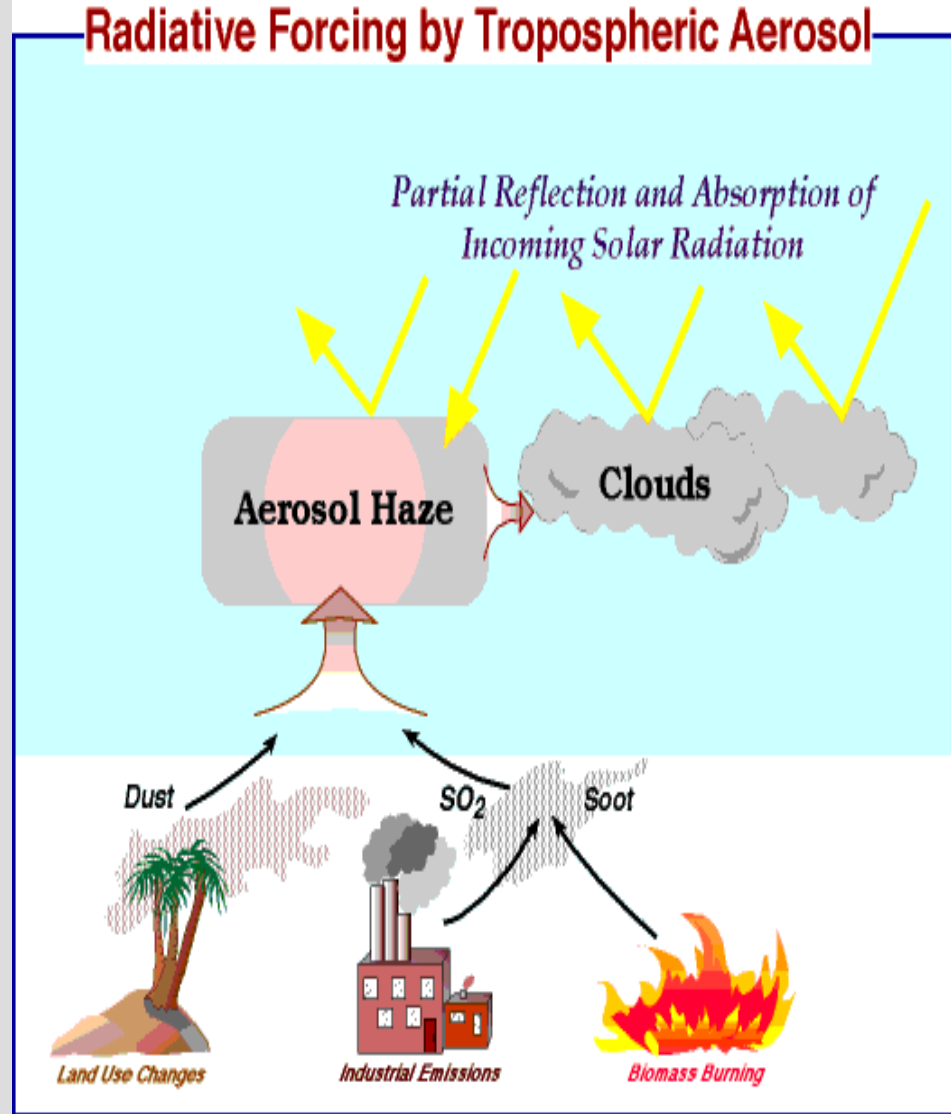 Radiative Forcing by Tropospheric Aerosol
Partial Reflection and Absorption of
Incoming Solar Radiation
Aerosol Haze
Clouds
Dust
SO₂
Soot
Land Use Changes
Industrial Emissions
Biomass Burning